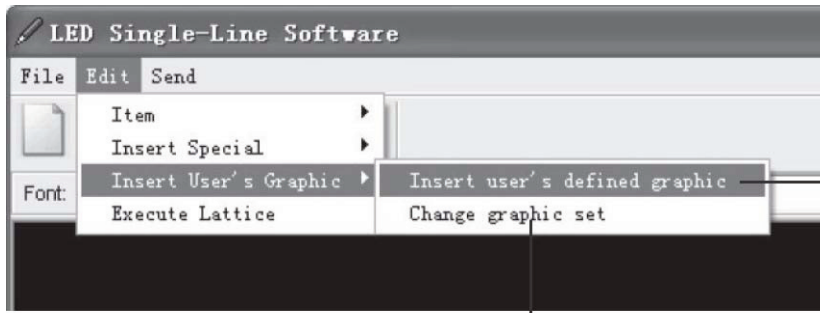 LED Single-Line Software
File Edit Send
Item
Insert Special
Insert User's Graphic
Insert user's defined graphic
Font:
Execute Lattice
Change graphic set